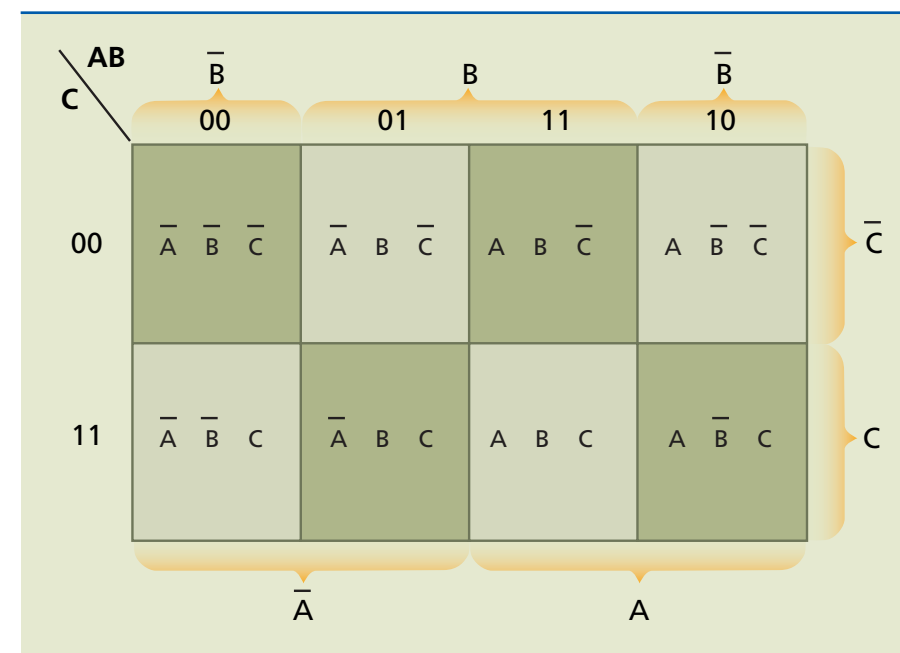 AB
C
B̅ B B̅
00 01 11 10
00 A̅ B̅ C̅ A̅ B C̅ A B C̅ A B̅ C̅ C̅
11 A̅ B̅ C A̅ B C A B C A B̅ C C
A̅ A